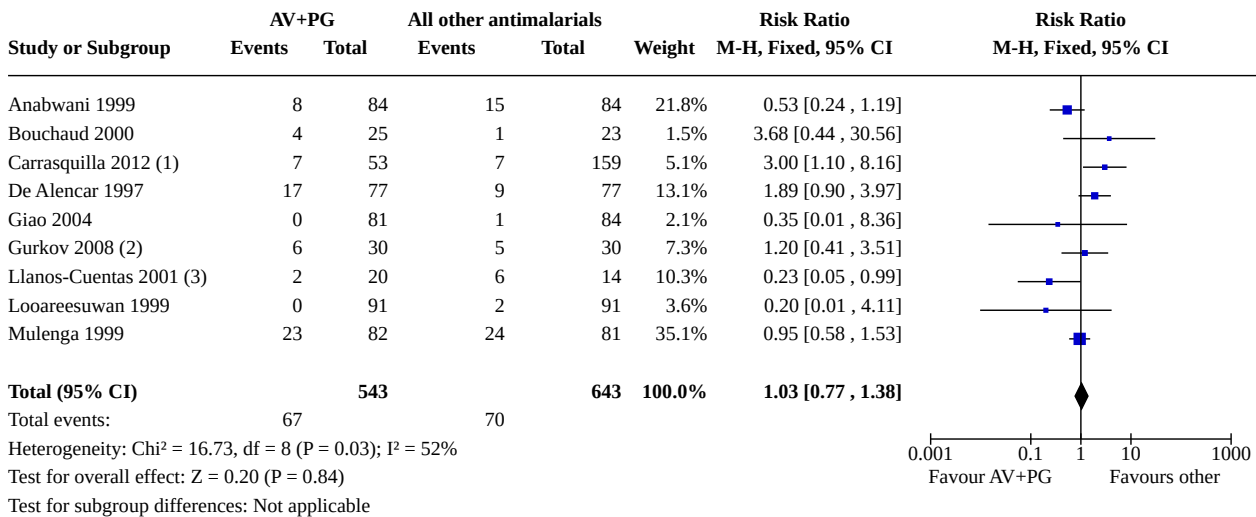 AV+PG All other antimalarials Risk Ratio Risk Ratio
Study or Subgroup Events Total Events Total Weight M-H, Fixed, 95% CI M-H, Fixed, 95% CI
Anabwani 1999 8 84 15 84 21.8% 0.53 [0.24 , 1.19]
Bouchaud 2000 4 25 1 23 1.5% 3.68 [0.44 , 30.56]
Carrasquilla 2012 (1) 7 53 7 159 5.1% 3.00 [1.10 , 8.16]
De Alencar 1997 17 77 9 77 13.1% 1.89 [0.90 , 3.97]
Giao 2004 0 81 1 84 2.1% 0.35 [0.01 , 8.36]
Gurkov 2008 (2) 6 30 5 30 7.3% 1.20 [0.41 , 3.51]
Llanos-Cuentas 2001 (3) 2 20 6 14 10.3% 0.23 [0.05 , 0.99]
Looareesuwan 1999 0 91 2 91 3.6% 0.20 [0.01 , 4.11]
Mulenga 1999 23 82 24 81 35.1% 0.95 [0.58 , 1.53]
Total (95% CI) 543 643 100.0% 1.03 [0.77 , 1.38]
Total events: 67 70
Heterogeneity: Chi² = 16.73, df = 8 (P = 0.03); I² = 52%
0.001 0.1 1 10 1000
Test for overall effect: Z = 0.20 (P = 0.84) Favour AV+PG Favours other
Test for subgroup differences: Not applicable